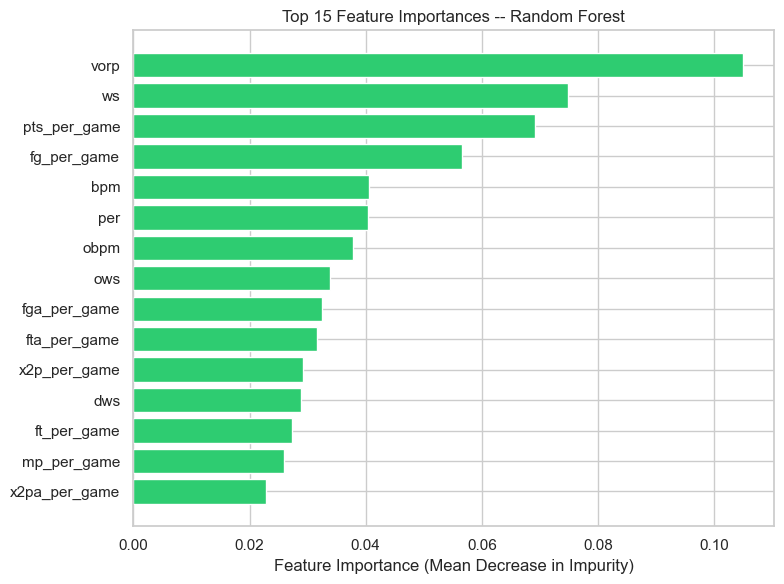 Top 15 Feature Importances -- Random Forest
vorp
ws
pts_per_game
fg_per_game
bpm
per
obpm
ows
fga_per_game
fta_per_game
x2p_per_game
dws
ft_per_game
mp_per_game
x2pa_per_game
0.00 0.02 0.04 0.06 0.08 0.10
Feature Importance (Mean Decrease in Impurity)